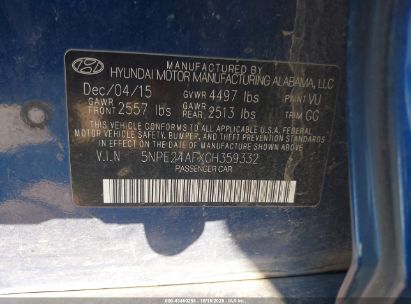 MANUFACTURED BY
HYUNDAI MOTOR MANUFACTURING ALABAMA, LLC
Dec/04/15 GVWR 4497 lbs PAINT VU
GAWR FRONT 2557 lbs GAWR REAR 2513 lbs TRIM GG
THIS VEHICLE CONFORMS TO ALL APPLICABLE FEDERAL
MOTOR VEHICLE SAFETY, BUMPER, AND THEFT PREVENTION
STANDARDS IN EFFECT ON THE DATE OF MANUFACTURE SHOWN ABOVE.
V.I.N 5NPE24AFXGH359332
PASSENGER CAR